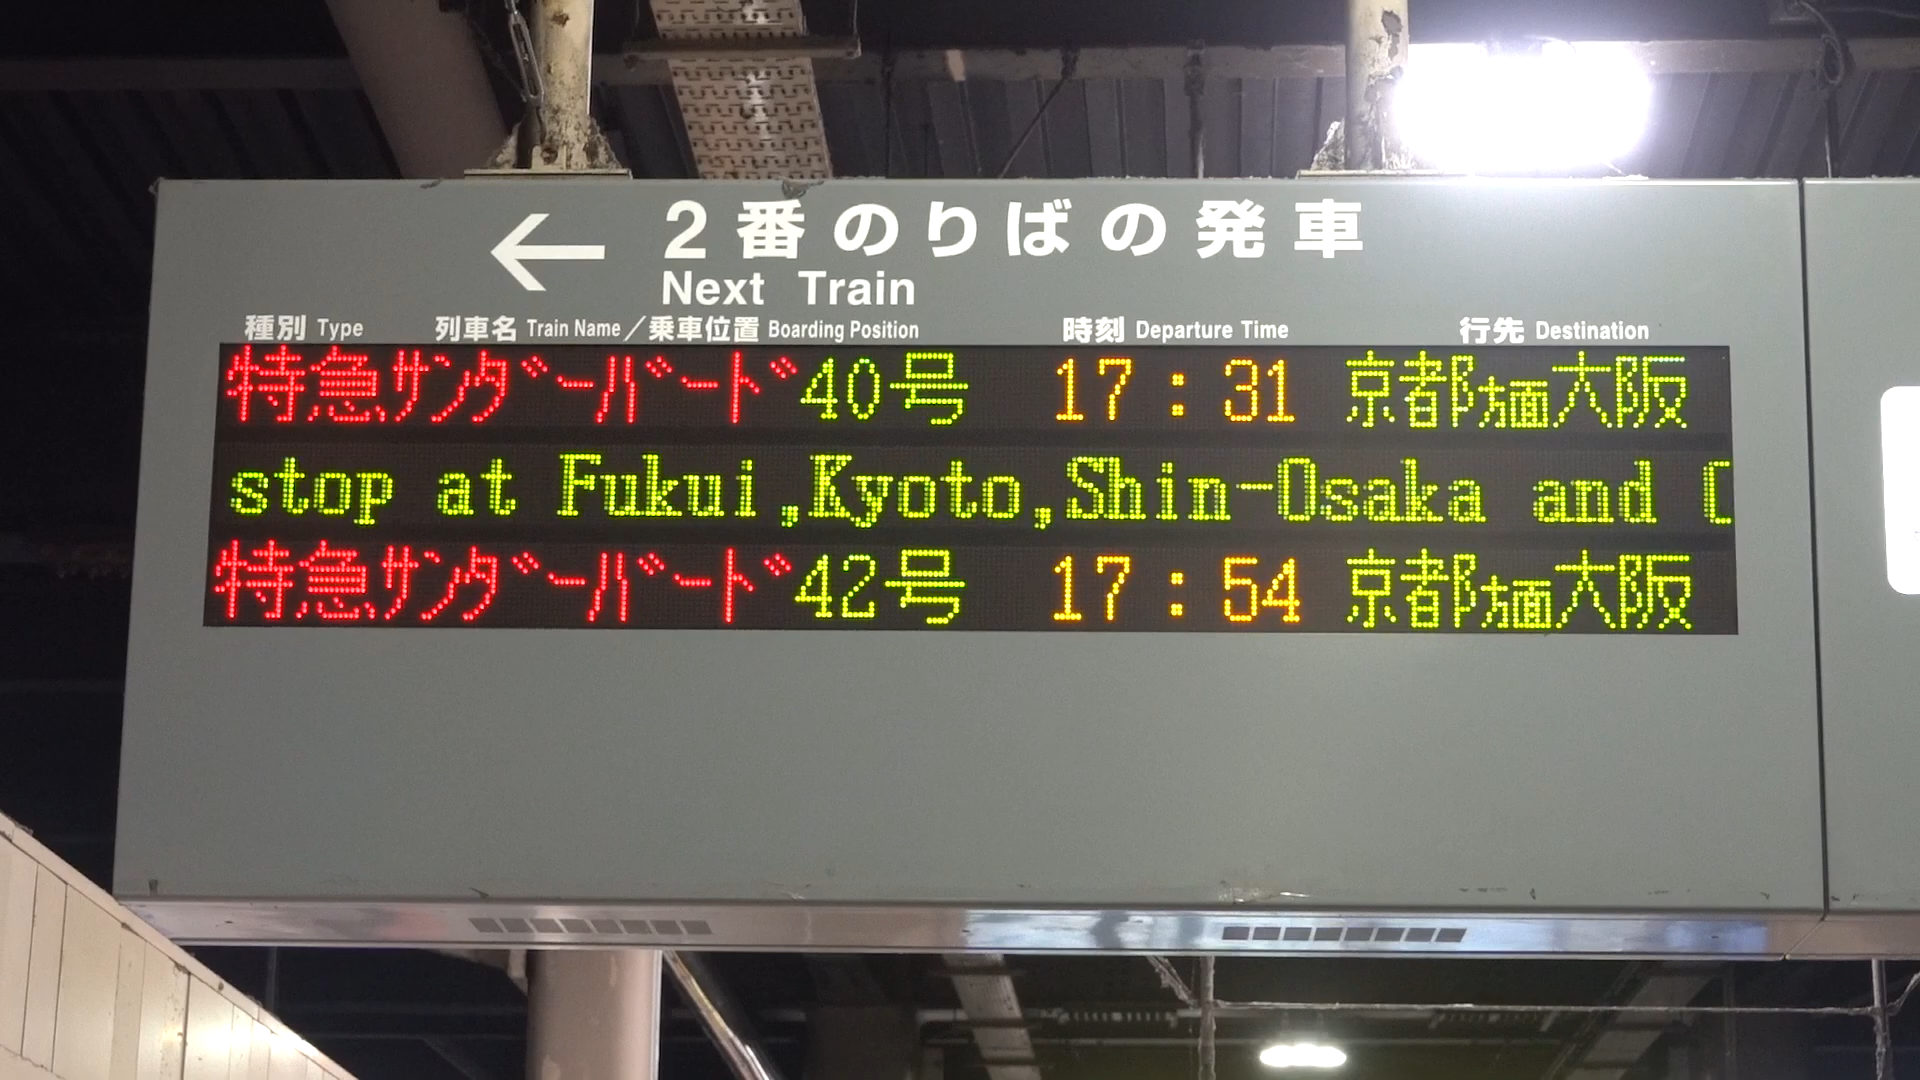 ← 2番のりばの発車
Next Train
種別 Type 列車名 Train Name／乗車位置 Boarding Position 時刻 Departure Time 行先 Destination
特急サンダーバード40号 17：31 京都方面大阪
stop at Fukui,Kyoto,Shin-Osaka and
特急サンダーバード42号 17：54 京都方面大阪